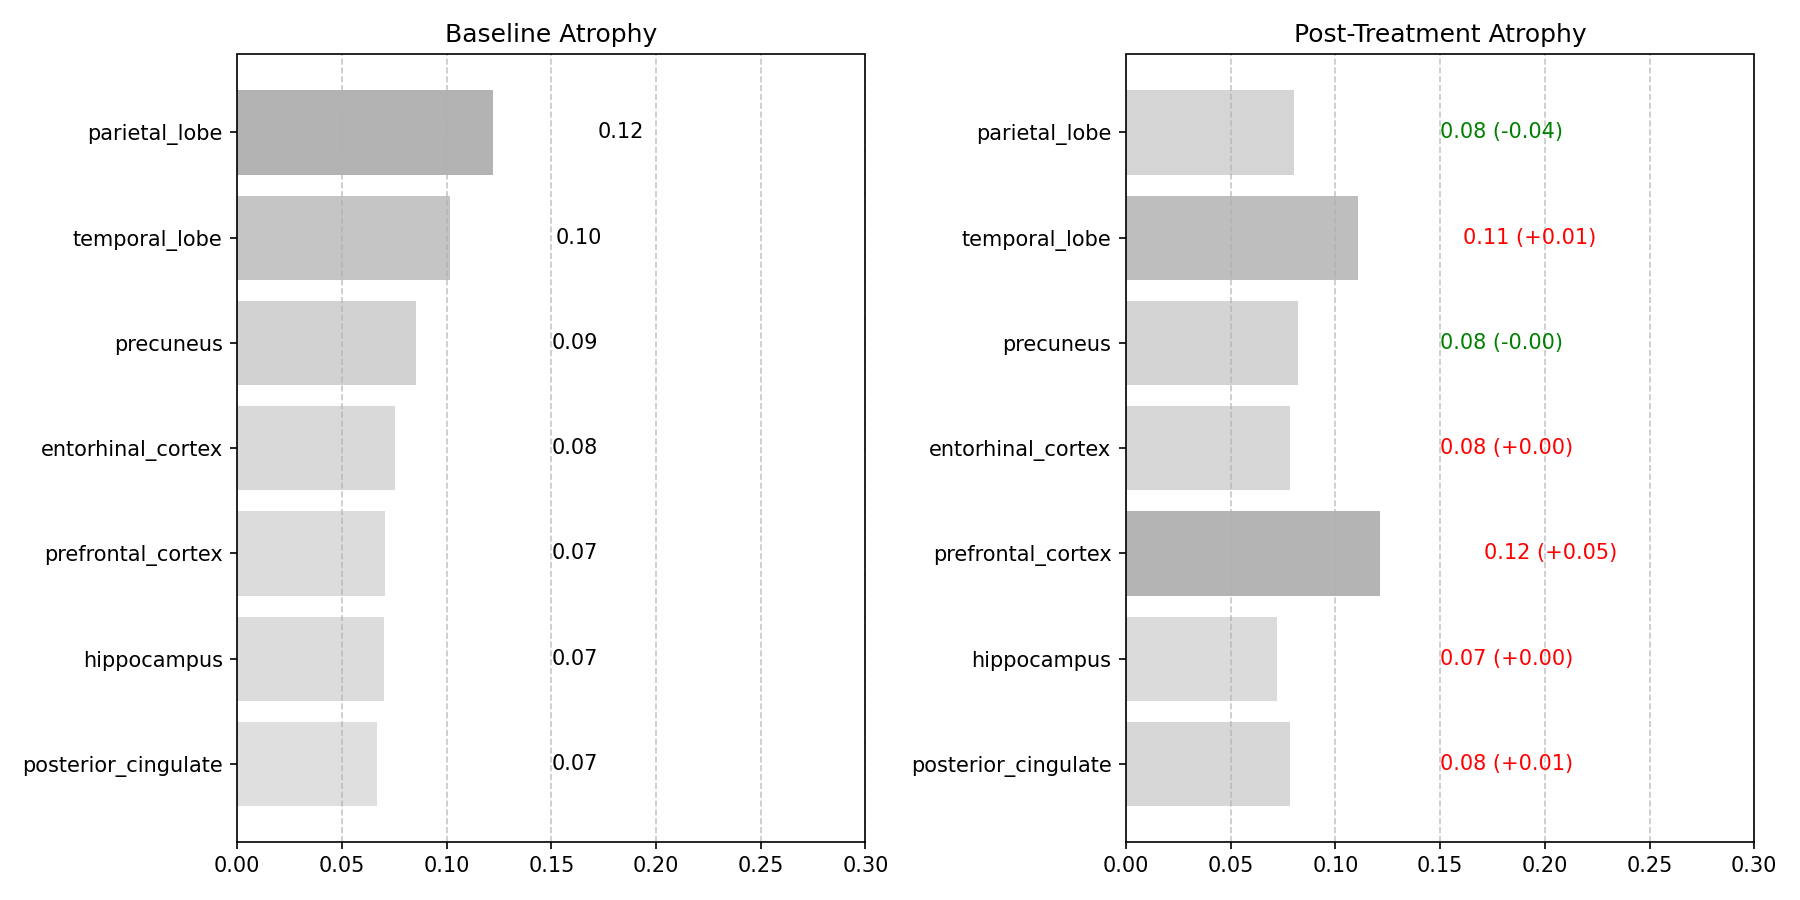 Baseline Atrophy
parietal_lobe 0.12
temporal_lobe 0.10
precuneus 0.09
entorhinal_cortex 0.08
prefrontal_cortex 0.07
hippocampus 0.07
posterior_cingulate 0.07
0.00 0.05 0.10 0.15 0.20 0.25 0.30
Post-Treatment Atrophy
parietal_lobe 0.08 (-0.04)
temporal_lobe 0.11 (+0.01)
precuneus 0.08 (-0.00)
entorhinal_cortex 0.08 (+0.00)
prefrontal_cortex 0.12 (+0.05)
hippocampus 0.07 (+0.00)
posterior_cingulate 0.08 (+0.01)
0.00 0.05 0.10 0.15 0.20 0.25 0.30